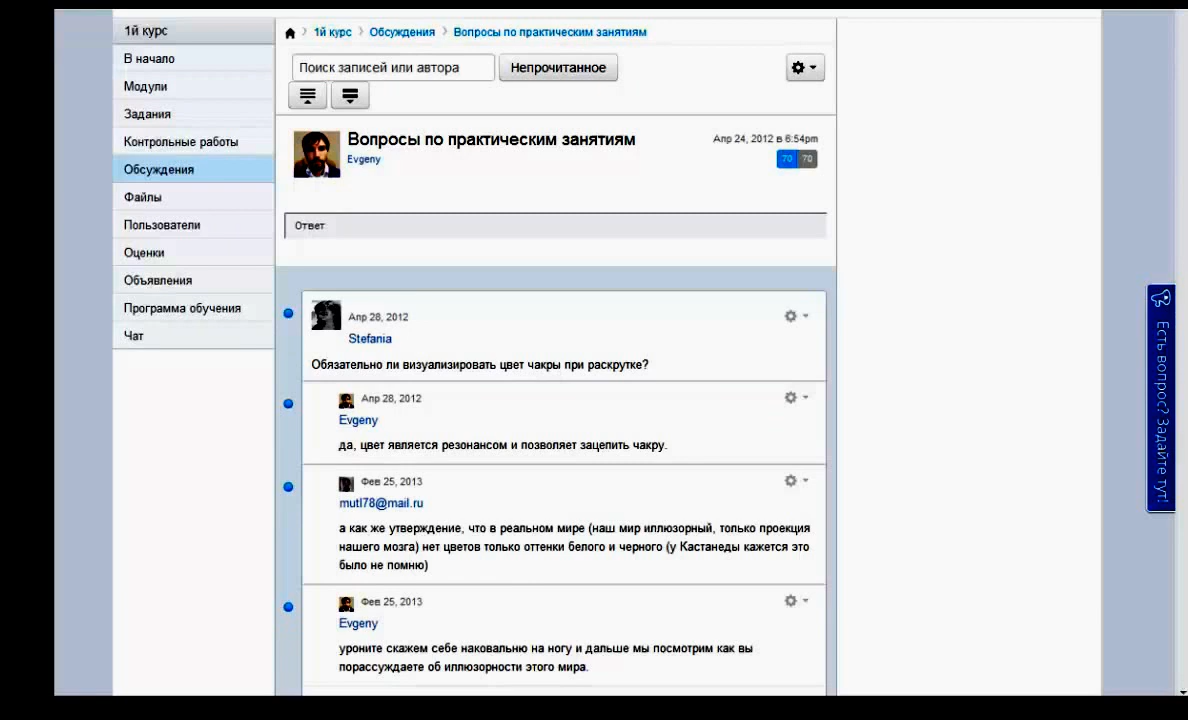 1й курс
В начало
Модули
Задания
Контрольные работы
Обсуждения
Файлы
Пользователи
Оценки
Объявления
Программа обучения
Чат
1й курс Обсуждения Вопросы по практическим занятиям
Поиск записей или автора Непрочитанное
Вопросы по практическим занятиям
Апр 24, 2012 в 6:54pm
Evgeny
70 70
Ответ
Апр 28, 2012
Stefania
Обязательно ли визуализировать цвет чакры при раскрутке?
Апр 28, 2012
Evgeny
да, цвет является резонансом и позволяет зацепить чакру.
Фев 25, 2013
mutl78@mail.ru
а как же утверждение, что в реальном мире (наш мир иллюзорный, только проекция
нашего мозга) нет цветов только оттенки белого и черного (у Кастанеды кажется это
было не помню)
Фев 25, 2013
Evgeny
уроните скажем себе наковальню на ногу и дальше мы посмотрим как вы
порассуждаете об иллюзорности этого мира.
Есть вопрос? Задайте тут!